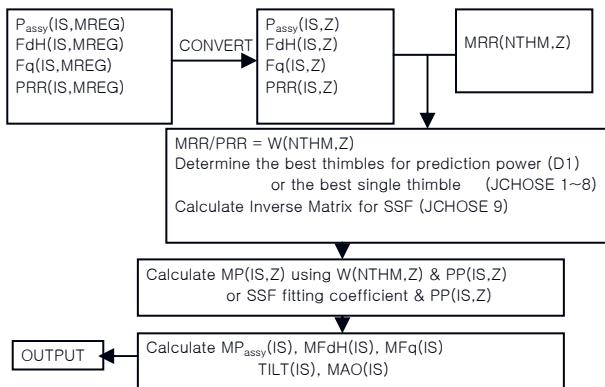 P_assy(IS,MREG)
FdH(IS,MREG)
Fq(IS,MREG)
PRR(IS,MREG)
CONVERT
P_assy(IS,Z)
FdH(IS,Z)
Fq(IS,Z)
PRR(IS,Z)
MRR(NTHM,Z)
MRR/PRR = W(NTHM,Z)
Determine the best thimbles for prediction power (D1)
or the best single thimble (JCHOSE 1~8)
Calculate Inverse Matrix for SSF (JCHOSE 9)
Calculate MP(IS,Z) using W(NTHM,Z) & PP(IS,Z)
or SSF fitting coefficient & PP(IS,Z)
Calculate MP_assy(IS), MFdH(IS), MFq(IS)
TILT(IS), MAO(IS)
OUTPUT